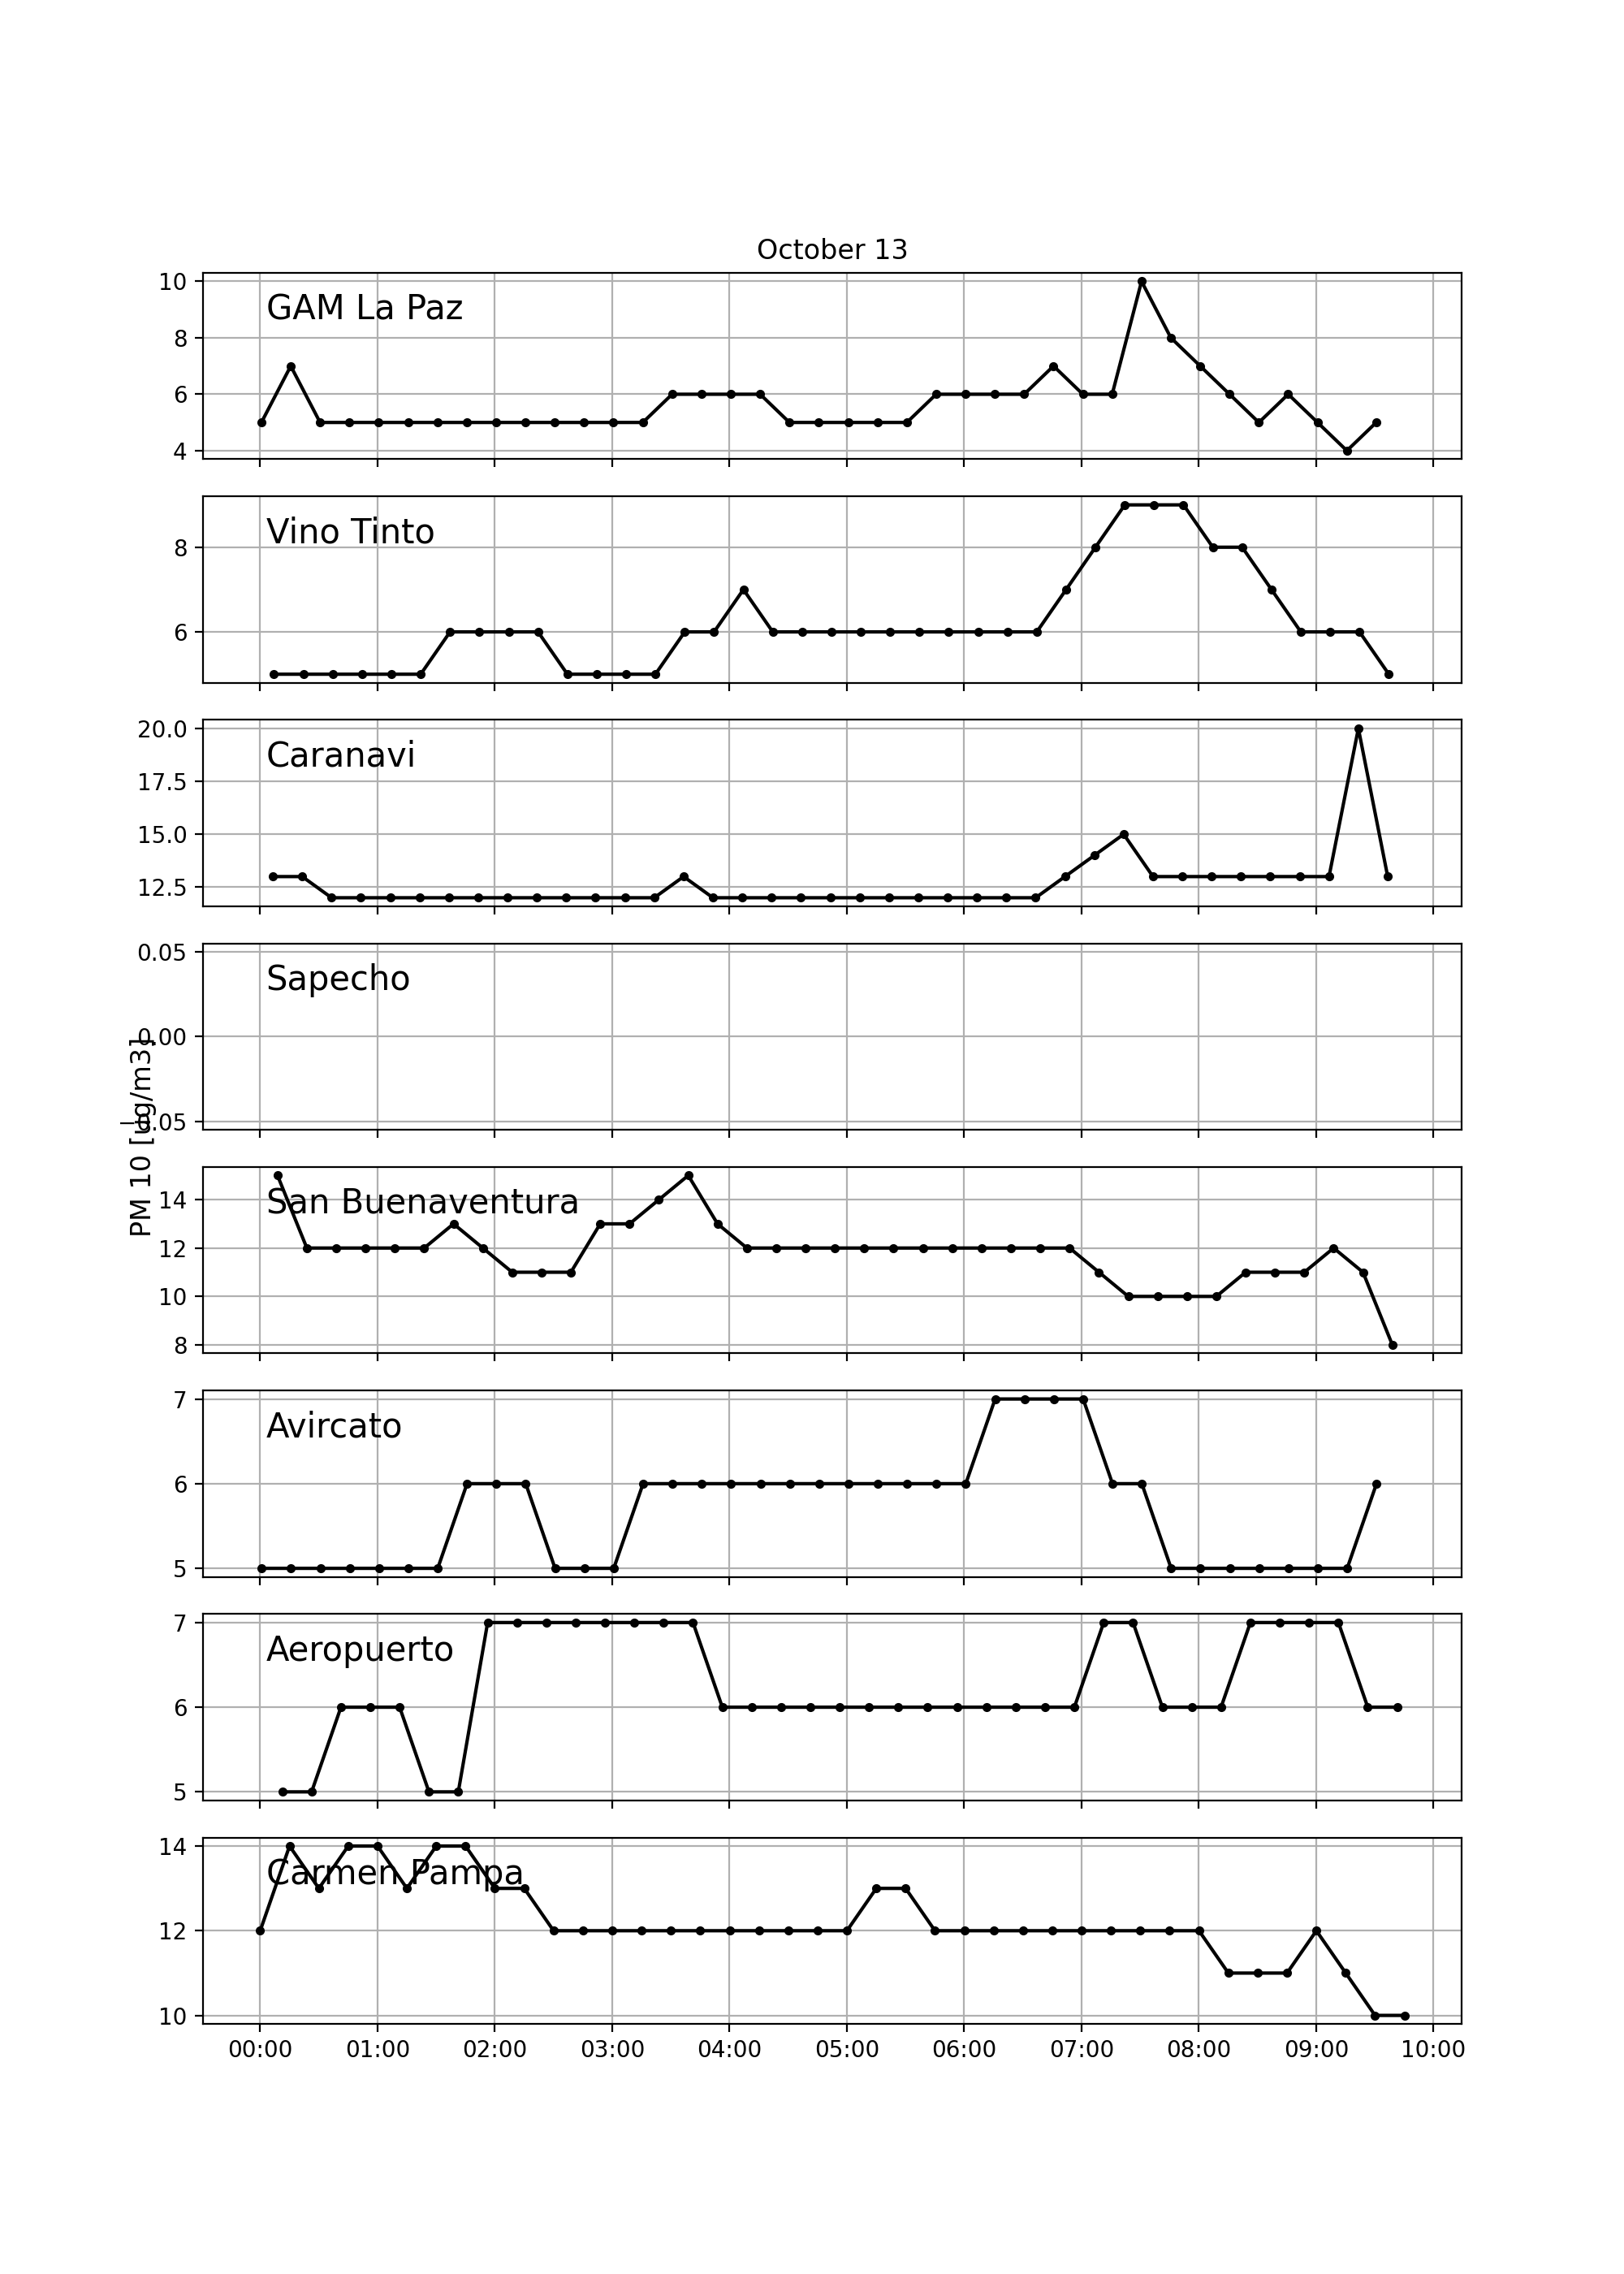 October 13
10
8
6
4
GAM La Paz
8
6
Vino Tinto
20.0
17.5
15.0
12.5
Caranavi
0.05
0.00
−0.05
Sapecho
PM 10 [ug/m3]
14
12
10
8
San Buenaventura
7
6
5
Avircato
7
6
5
Aeropuerto
14
12
10
Carmen Pampa
00:00 01:00 02:00 03:00 04:00 05:00 06:00 07:00 08:00 09:00 10:00